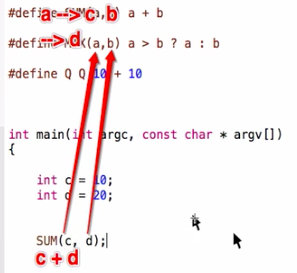 #define SUM(a,b) a + b
a-->c b
-->d
#define MAX(a,b) a > b ? a : b
#define QQ 10 + 10
int main(int argc, const char * argv[])
{
int c = 10;
int d = 20;
SUM(c, d);
c + d